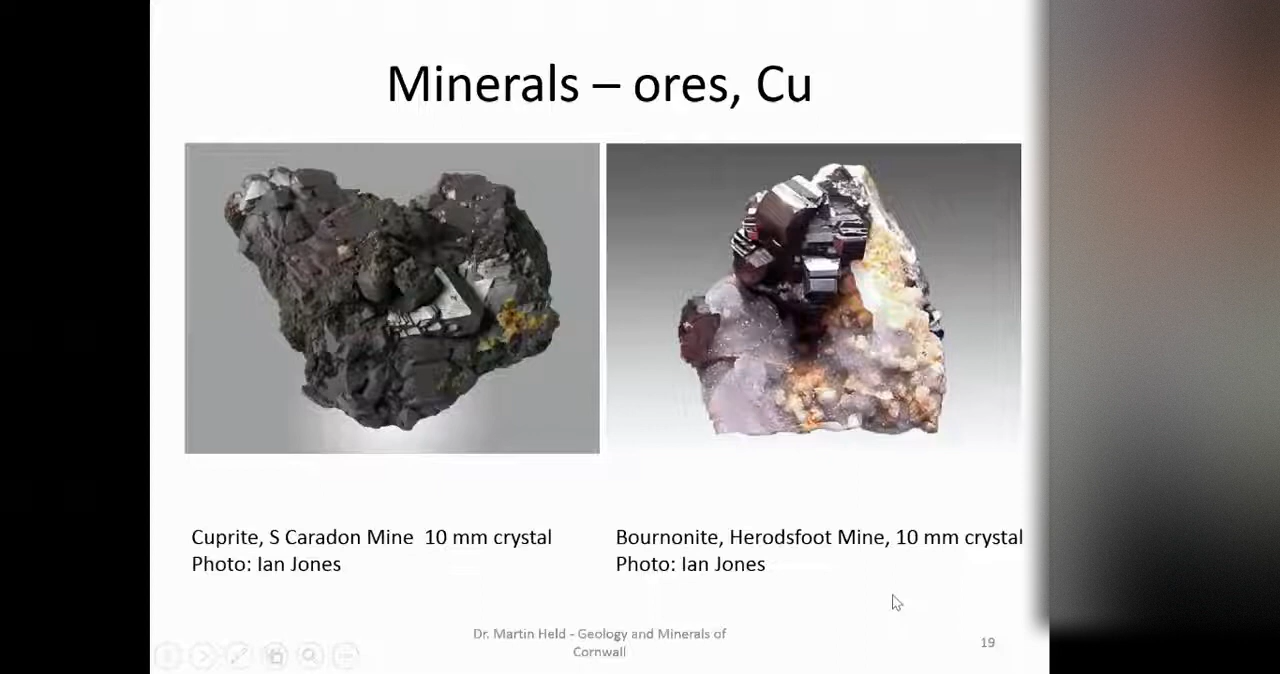 Minerals – ores, Cu
Cuprite, S Caradon Mine 10 mm crystal
Photo: Ian Jones
Bournonite, Herodsfoot Mine, 10 mm crystal
Photo: Ian Jones
Dr. Martin Held - Geology and Minerals of
Cornwall
19